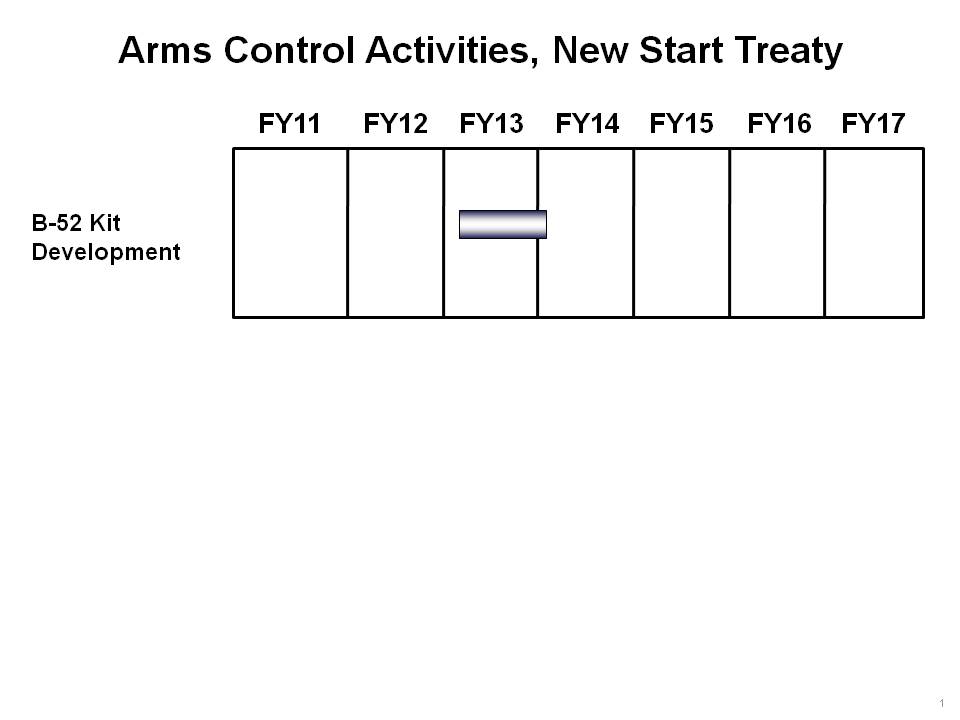 Arms Control Activities, New Start Treaty
FY11 FY12 FY13 FY14 FY15 FY16 FY17
B-52 Kit
Development
1